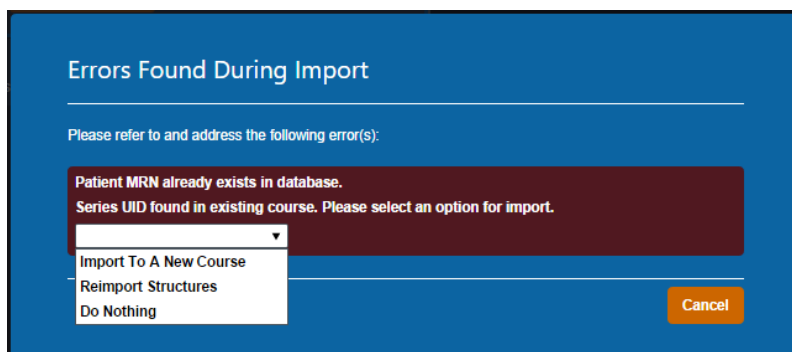 Errors Found During Import
Please refer to and address the following error(s):
Patient MRN already exists in database.
Series UID found in existing course. Please select an option for import.
Import To A New Course
Reimport Structures
Do Nothing
Cancel